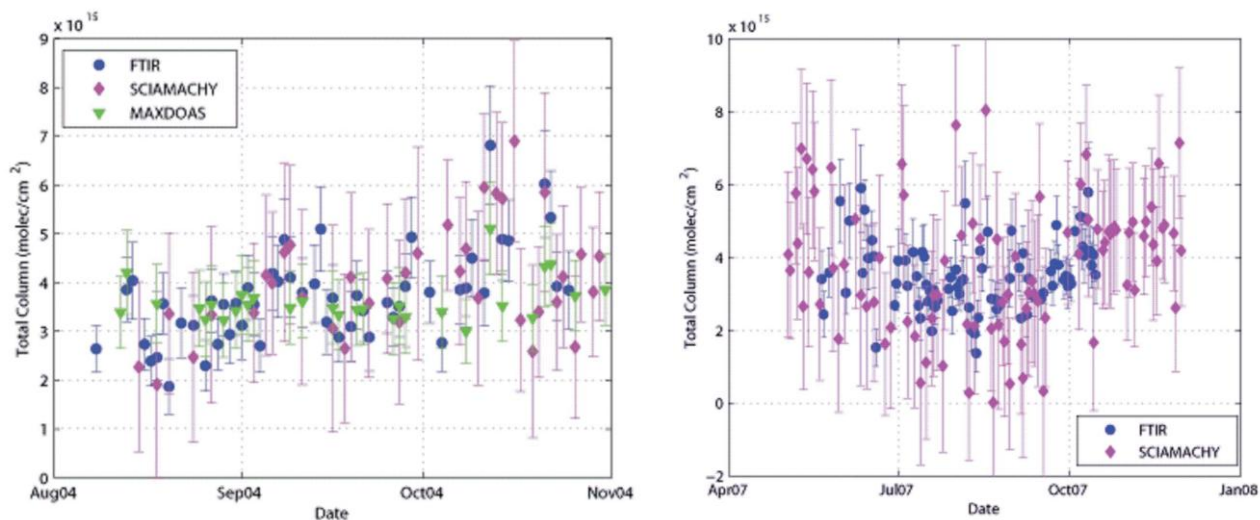 x 10 15
9
8
7
6
5
4
3
2
1
0
Total Column (molec/cm 2)
FTIR
SCIAMACHY
MAXDOAS
Aug04 Sep04 Oct04 Nov04
Date
x 10 15
10
8
6
4
2
0
−2
Total Column (molec/cm 2)
FTIR
SCIAMACHY
Apr07 Jul07 Oct07 Jan08
Date